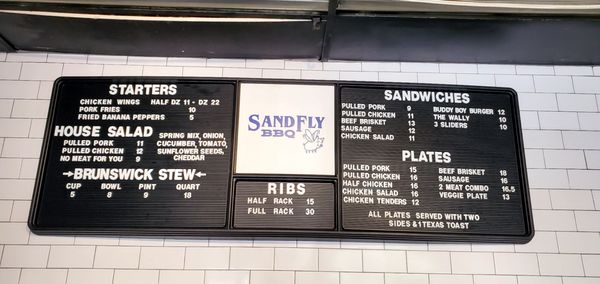 STARTERS
CHICKEN WINGS HALF DZ 11 - DZ 22
PORK FRIES 10
FRIED BANANA PEPPERS 5
HOUSE SALAD
PULLED PORK 11
PULLED CHICKEN 11
NO MEAT FOR YOU 9
SPRING MIX, ONION,
CUCUMBER, TOMATO,
SUNFLOWER SEEDS,
CHEDDAR
BRUNSWICK STEW
CUP BOWL PINT QUART
5 8 9 18
SANDFLY
BBQ
RIBS
HALF RACK 15
FULL RACK 30
SANDWICHES
PULLED PORK 9
PULLED CHICKEN 11
BEEF BRISKET 13
SAUSAGE 12
CHICKEN SALAD 11
BUDDY BOY BURGER 12
THE WALLY 10
3 SLIDERS 10
PLATES
PULLED PORK 15
PULLED CHICKEN 16
HALF CHICKEN 16
CHICKEN SALAD 16
CHICKEN TENDERS 12
BEEF BRISKET 18
SAUSAGE 16
2 MEAT COMBO 16.5
VEGGIE PLATE 13
ALL PLATES SERVED WITH TWO
SIDES & 1 TEXAS TOAST